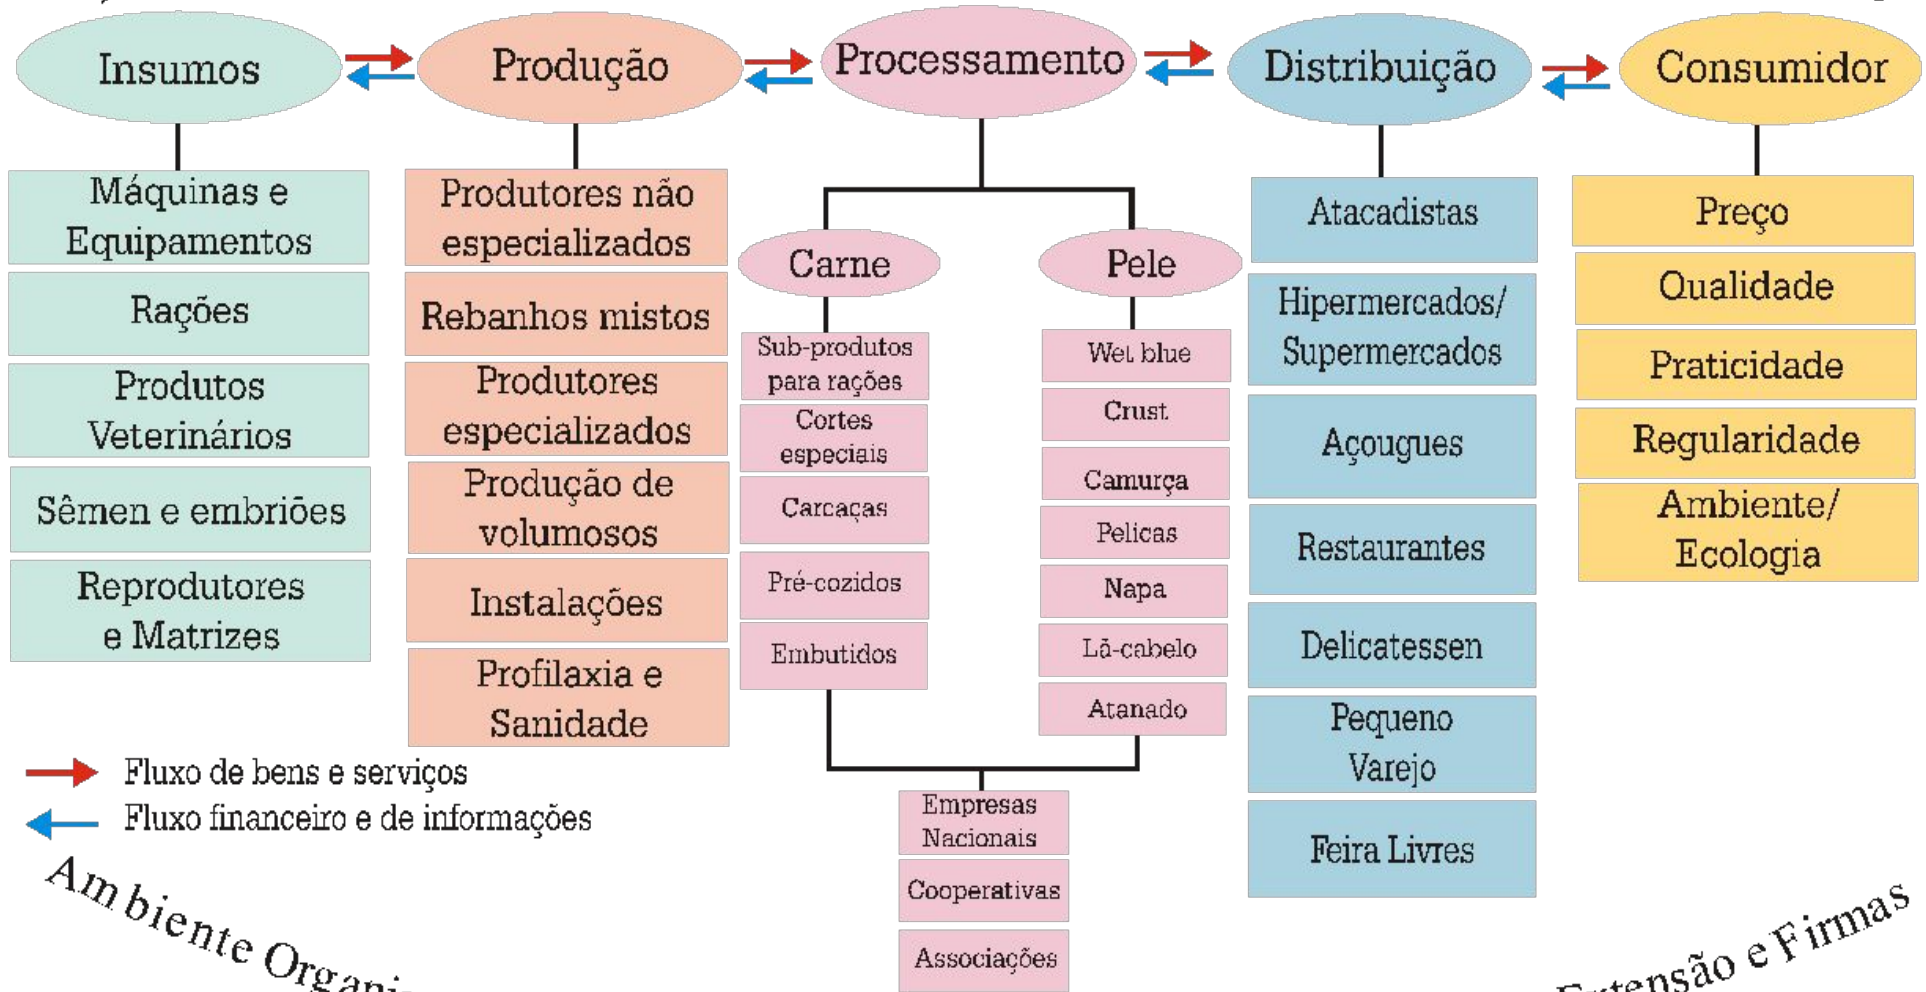 Insumos
Produção
Processamento
Distribuição
Consumidor
Máquinas e
Equipamentos
Rações
Produtos
Veterinários
Sêmen e embriões
Reprodutores
e Matrizes
Produtores não
especializados
Rebanhos mistos
Produtores
especializados
Produção de
volumosos
Instalações
Profilaxia e
Sanidade
Carne
Sub-produtos
para rações
Cortes
especiais
Carcaças
Pré-cozidos
Embutidos
Pele
Wet blue
Crust
Camurça
Pelicas
Napa
Lã-cabelo
Atanado
Empresas
Nacionais
Cooperativas
Associações
Atacadistas
Hipermercados/
Supermercados
Açougues
Restaurantes
Delicatessen
Pequeno
Varejo
Feira Livres
Preço
Qualidade
Praticidade
Regularidade
Ambiente/
Ecologia
Fluxo de bens e serviços
Fluxo financeiro e de informações
Ambiente
Extensão e Firmas